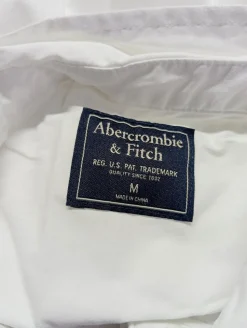 Abercrombie
& Fitch
REG. U.S. PAT. TRADEMARK
QUALITY SINCE 1892
M
MADE IN CHINA